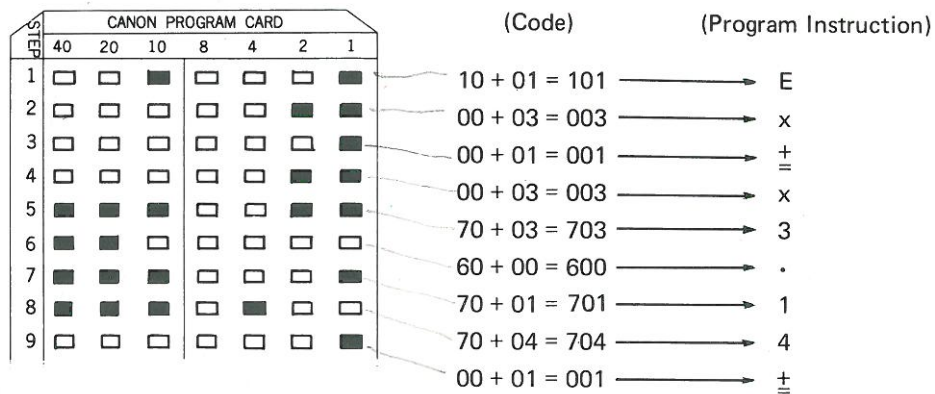 (Code) (Program Instruction)
CANON PROGRAM CARD
STEP 40 20 10 8 4 2 1
1 10 + 01 = 101 E
2 00 + 03 = 003 x
3 00 + 01 = 001 ±
4 00 + 03 = 003 x
5 70 + 03 = 703 3
6 60 + 00 = 600 .
7 70 + 01 = 701 1
8 70 + 04 = 704 4
9 00 + 01 = 001 ±